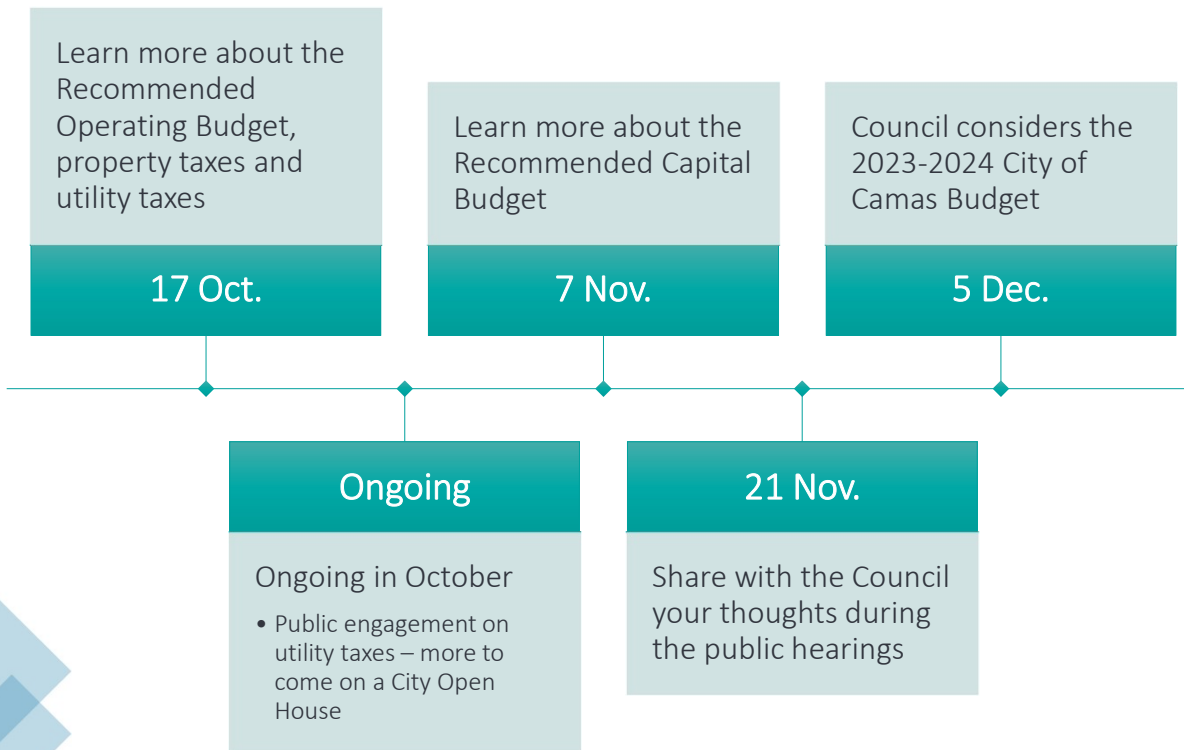 Learn more about the
Recommended
Operating Budget,
property taxes and
utility taxes
17 Oct.
Ongoing
Ongoing in October
• Public engagement on
utility taxes – more to
come on a City Open
House
Learn more about the
Recommended Capital
Budget
7 Nov.
21 Nov.
Share with the Council
your thoughts during
the public hearings
Council considers the
2023-2024 City of
Camas Budget
5 Dec.